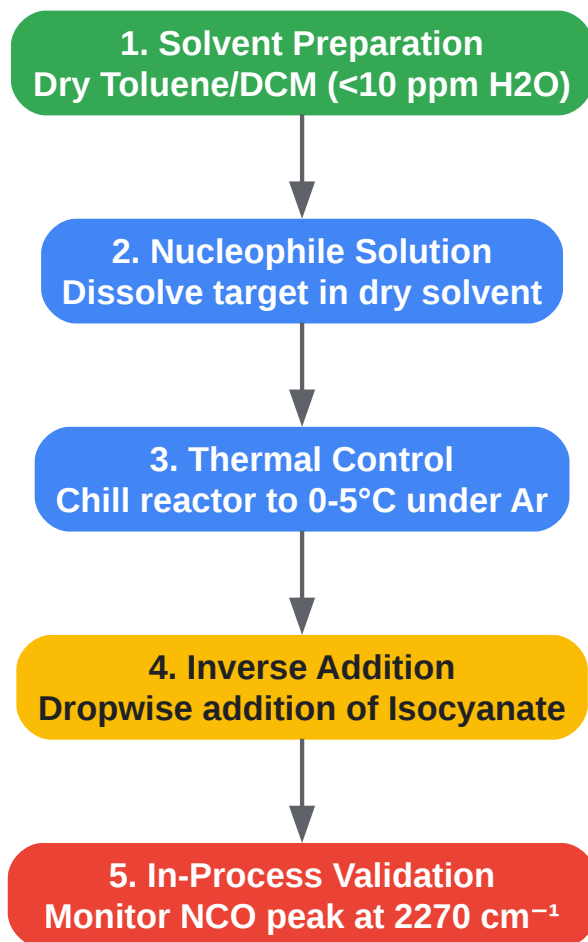 1. Solvent Preparation
Dry Toluene/DCM (<10 ppm H2O)
2. Nucleophile Solution
Dissolve target in dry solvent
3. Thermal Control
Chill reactor to 0-5°C under Ar
4. Inverse Addition
Dropwise addition of Isocyanate
5. In-Process Validation
Monitor NCO peak at 2270 cm⁻¹